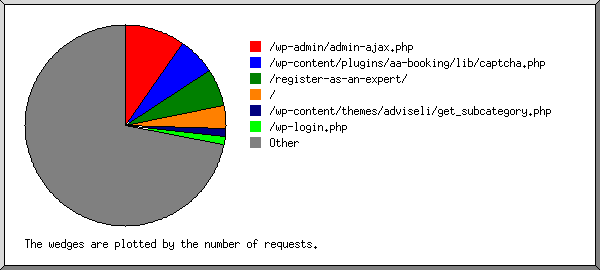 /wp-admin/admin-ajax.php
/wp-content/plugins/aa-booking/lib/captcha.php
/register-as-an-expert/
/
/wp-content/themes/adviseli/get_subcategory.php
/wp-login.php
Other
The wedges are plotted by the number of requests.